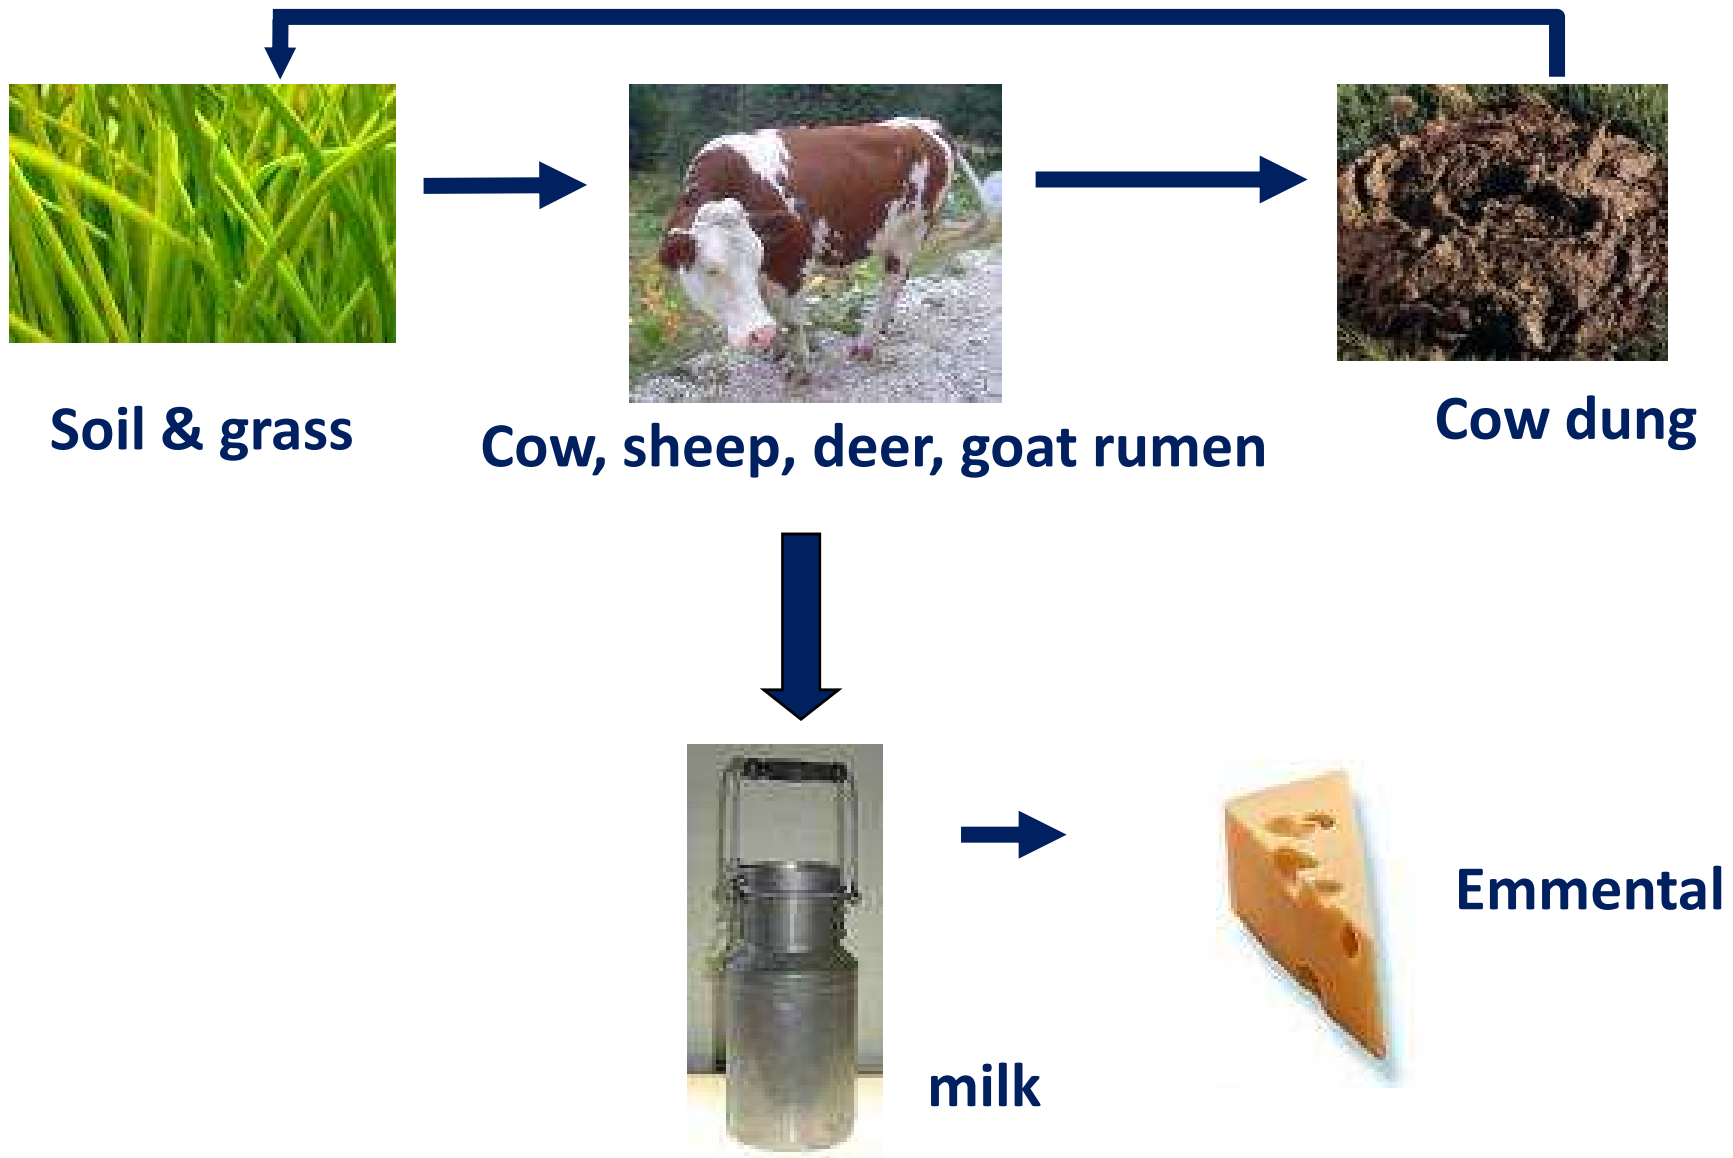 Soil & grass
Cow, sheep, deer, goat rumen
Cow dung
milk
Emmental